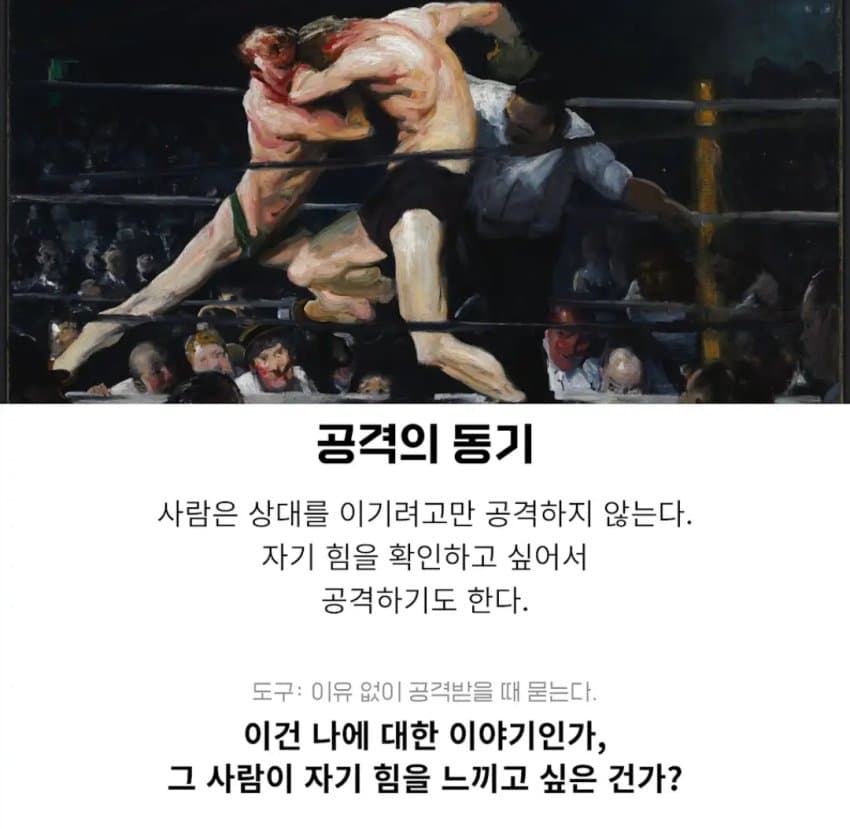 공격의 동기
사람은 상대를 이기려고만 공격하지 않는다.
자기 힘을 확인하고 싶어서
공격하기도 한다.
도구: 이유 없이 공격받을 때 묻는다.
이건 나에 대한 이야기인가,
그 사람이 자기 힘을 느끼고 싶은 건가?